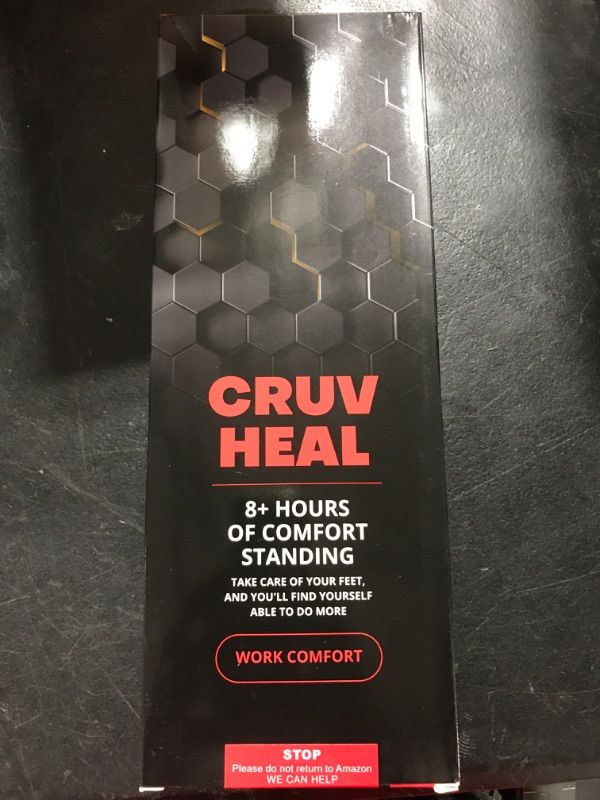 CRUV
HEAL
8+ HOURS
OF COMFORT
STANDING
TAKE CARE OF YOUR FEET,
AND YOU'LL FIND YOURSELF
ABLE TO DO MORE
WORK COMFORT
STOP
Please do not return to Amazon
WE CAN HELP